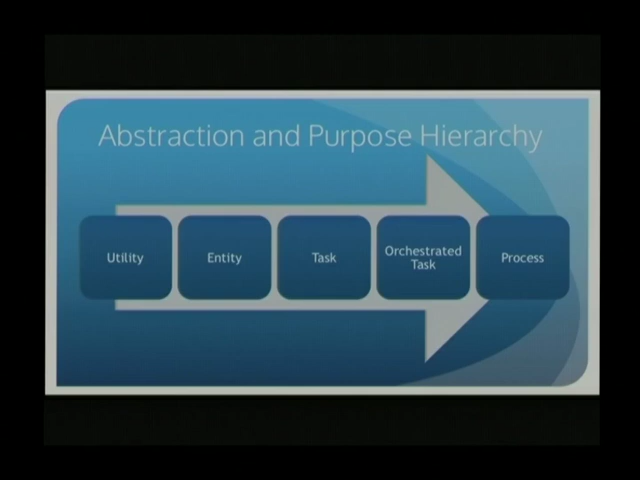 Abstraction and Purpose Hierarchy
Utility
Entity
Task
Orchestrated
Task
Process